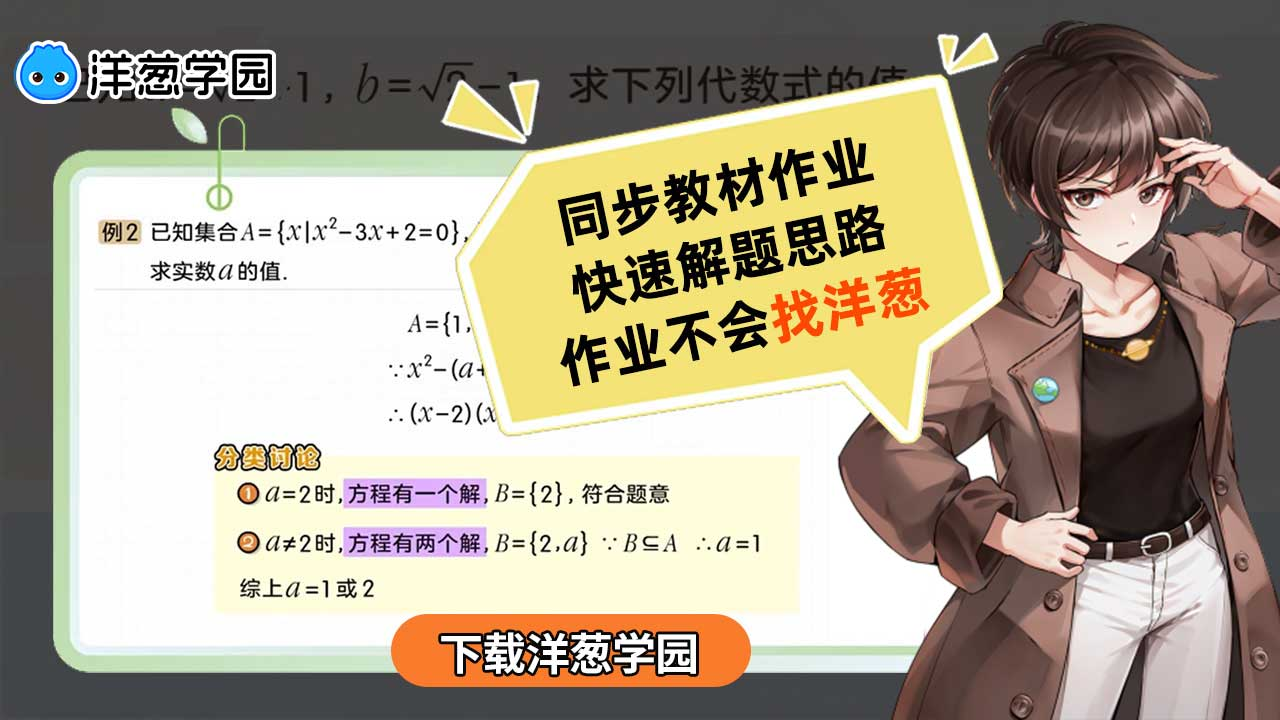 洋葱学园
1, b=√2-1 求下列代数式的值
例2 已知集合A={x|x²-3x+2=0},
求实数a的值.
同步教材作业
快速解题思路
作业不会找洋葱
A={1,
∵x²-(a+
∴(x-2)(x
分类讨论
① a=2时,方程有一个解, B={2}, 符合题意
② a≠2时,方程有两个解, B={2,a} ∵B⊆A ∴a=1
综上a=1或2
下载洋葱学园